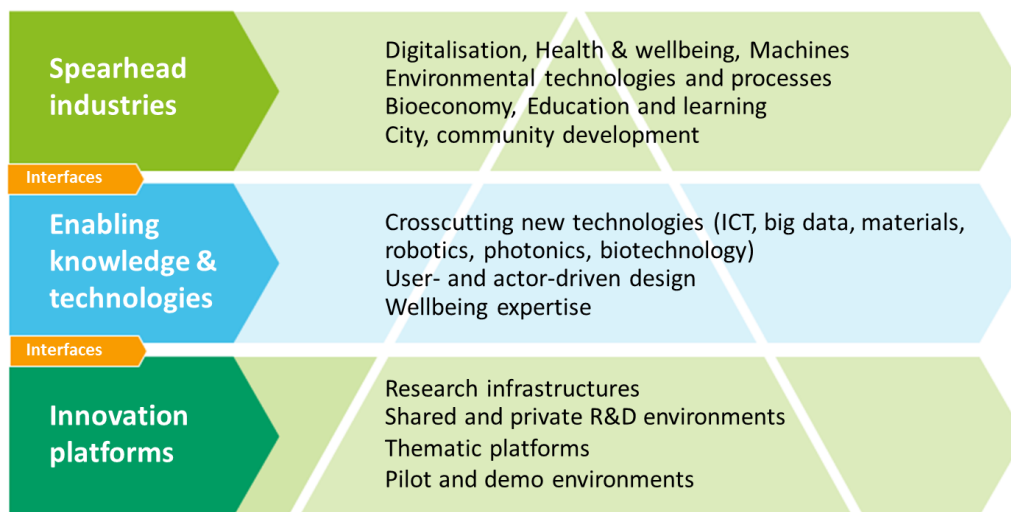 Spearhead
industries
Digitalisation, Health & wellbeing, Machines
Environmental technologies and processes
Bioeconomy, Education and learning
City, community development
Interfaces
Enabling
knowledge &
technologies
Crosscutting new technologies (ICT, big data, materials,
robotics, photonics, biotechnology)
User- and actor-driven design
Wellbeing expertise
Interfaces
Innovation
platforms
Research infrastructures
Shared and private R&D environments
Thematic platforms
Pilot and demo environments